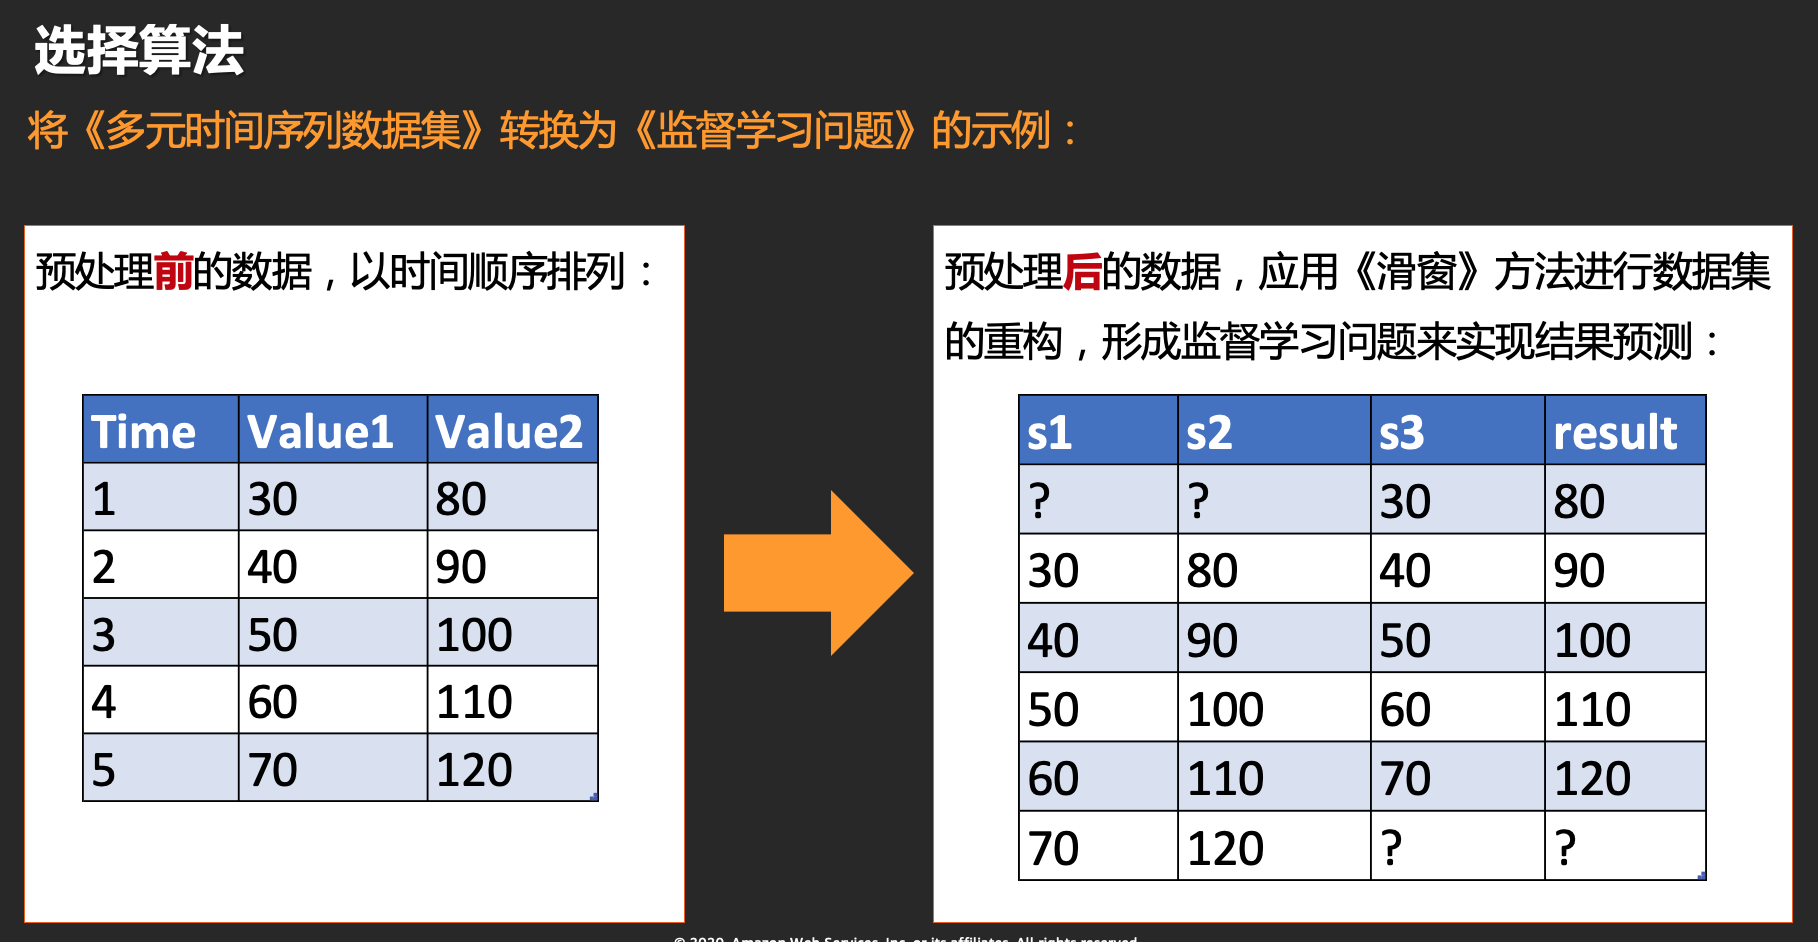 选择算法
将《多元时间序列数据集》转换为《监督学习问题》的示例：
预处理前的数据，以时间顺序排列：
Time Value1 Value2
1 30 80
2 40 90
3 50 100
4 60 110
5 70 120
预处理后的数据，应用《滑窗》方法进行数据集
的重构，形成监督学习问题来实现结果预测：
s1 s2 s3 result
? ? 30 80
30 80 40 90
40 90 50 100
50 100 60 110
60 110 70 120
70 120 ? ?
© 2020, Amazon Web Services, Inc. or its affiliates. All rights reserved.